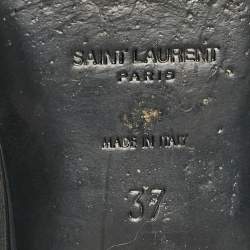 SAINT LAURENT
PARIS
MADE IN ITALY
37